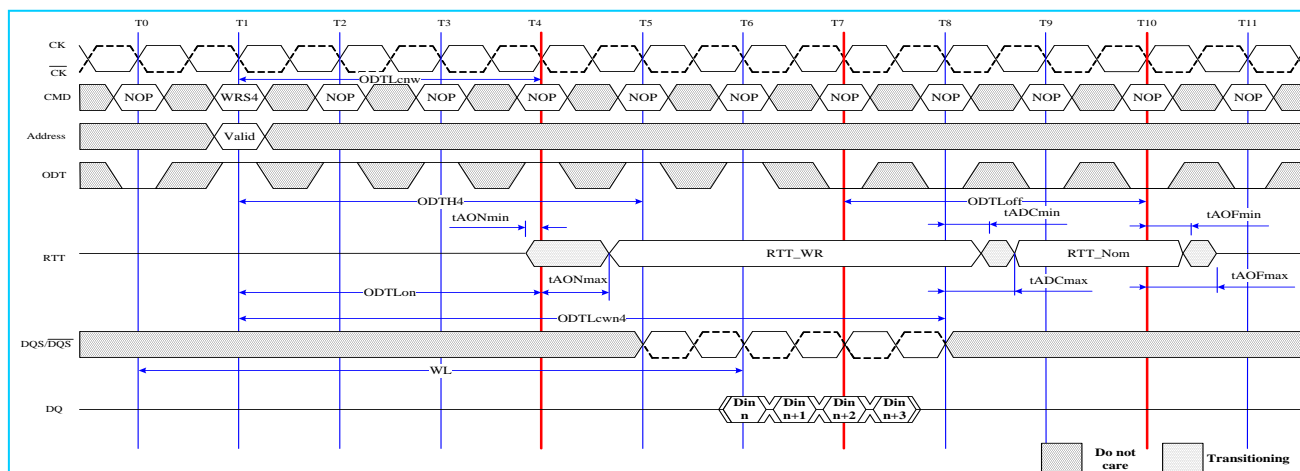 T0 T1 T2 T3 T4 T5 T6 T7 T8 T9 T10 T11
CK
CK
ODTLcnw
CMD NOP WRS4 NOP NOP NOP NOP NOP NOP NOP NOP NOP NOP
Address Valid
ODT
ODTH4 ODTLoff
tAONmin tADCmin tAOFmin
RTT RTT_WR RTT_Nom
tAONmax tADCmax tAOFmax
ODTLon
ODTLcwn4
DQS/DQS
WL
DQ Din n Din n+1 Din n+2 Din n+3
Do not care Transitioning